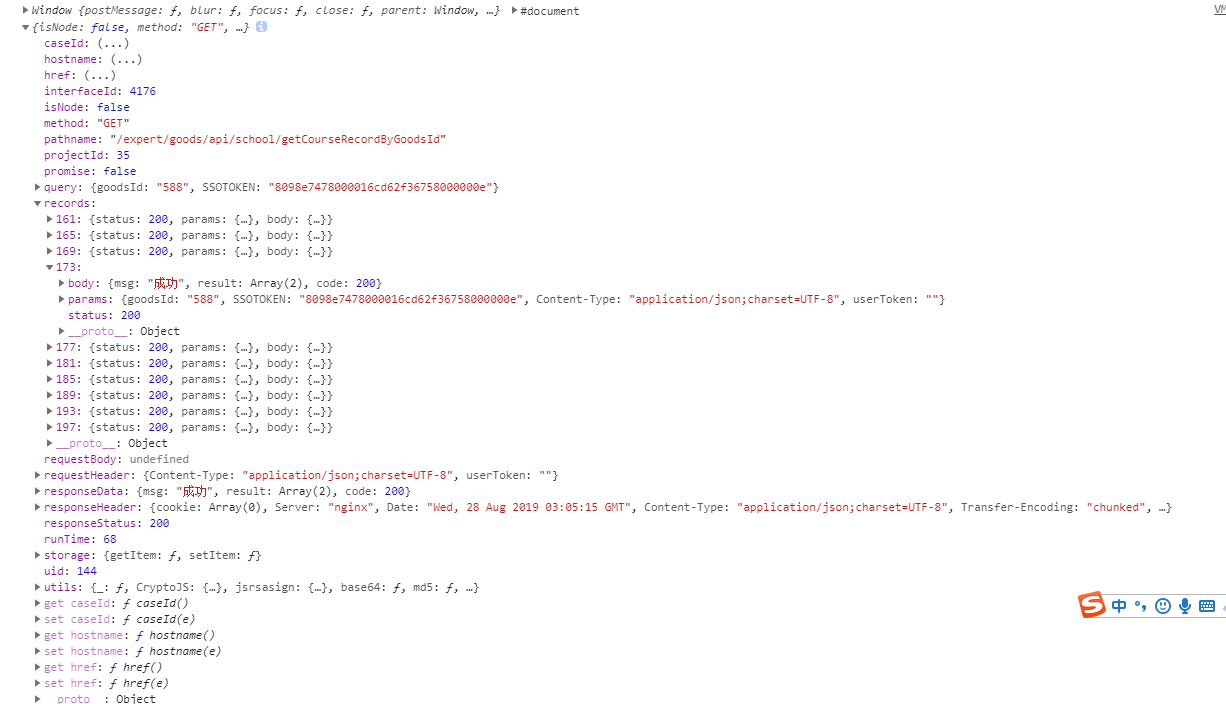 Window {postMessage: ƒ, blur: ƒ, focus: ƒ, close: ƒ, parent: Window, …} #document
VM
{isNode: false, method: "GET", …} i
caseId: (...)
hostname: (...)
href: (...)
interfaceId: 4176
isNode: false
method: "GET"
pathname: "/expert/goods/api/school/getCourseRecordByGoodsId"
projectId: 35
promise: false
query: {goodsId: "588", SSOTOKEN: "8098e7478000016cd62f36758000000e"}
records:
161: {status: 200, params: {…}, body: {…}}
165: {status: 200, params: {…}, body: {…}}
169: {status: 200, params: {…}, body: {…}}
173:
body: {msg: "成功", result: Array(2), code: 200}
params: {goodsId: "588", SSOTOKEN: "8098e7478000016cd62f36758000000e", Content-Type: "application/json;charset=UTF-8", userToken: ""}
status: 200
__proto__: Object
177: {status: 200, params: {…}, body: {…}}
181: {status: 200, params: {…}, body: {…}}
185: {status: 200, params: {…}, body: {…}}
189: {status: 200, params: {…}, body: {…}}
193: {status: 200, params: {…}, body: {…}}
197: {status: 200, params: {…}, body: {…}}
__proto__: Object
requestBody: undefined
requestHeader: {Content-Type: "application/json;charset=UTF-8", userToken: ""}
responseData: {msg: "成功", result: Array(2), code: 200}
responseHeader: {cookie: Array(0), Server: "nginx", Date: "Wed, 28 Aug 2019 03:05:15 GMT", Content-Type: "application/json;charset=UTF-8", Transfer-Encoding: "chunked", …}
responseStatus: 200
runTime: 68
storage: {getItem: ƒ, setItem: ƒ}
uid: 144
utils: {_: ƒ, CryptoJS: {…}, jsrsasign: {…}, base64: ƒ, md5: ƒ, …}
get caseId: ƒ caseId()
S 中 °,
set caseId: ƒ caseId(e)
get hostname: ƒ hostname()
set hostname: ƒ hostname(e)
get href: ƒ href()
set href: ƒ href(e)
proto : Object